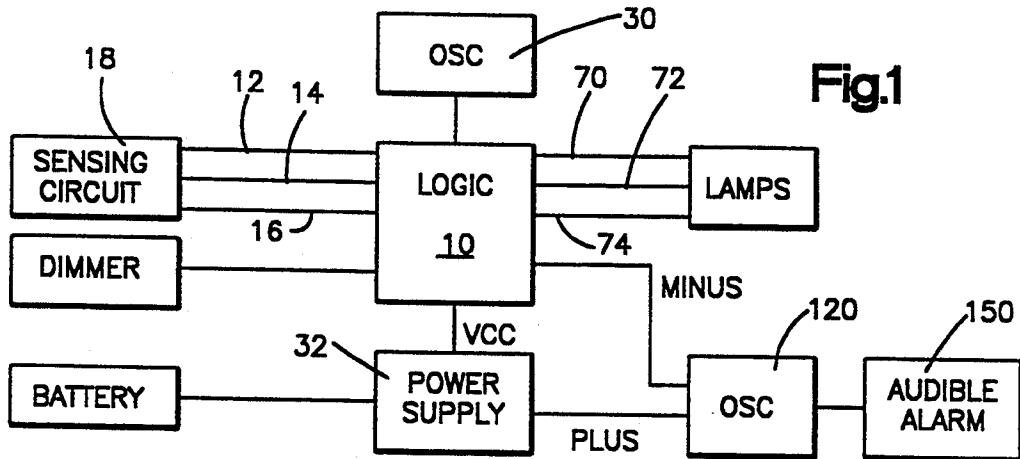 30
OSC
Fig.1
18
12
14
70
72
SENSING
CIRCUIT
LOGIC
10
LAMPS
16
74
DIMMER
MINUS
120
150
VCC
32
BATTERY
POWER
SUPPLY
OSC
AUDIBLE
ALARM
PLUS